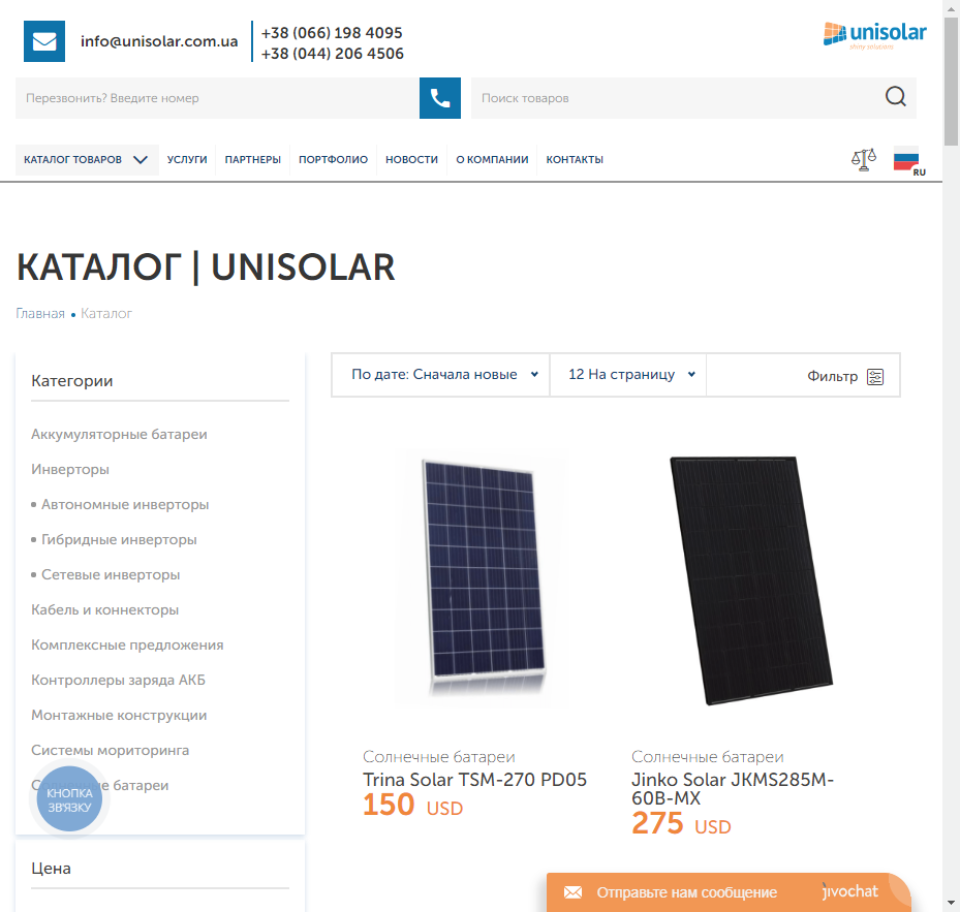 info@unisolar.com.ua
+38 (066) 198 4095
+38 (044) 206 4506
unisolar
shiny solutions
Перезвонить? Введите номер
Поиск товаров
КАТАЛОГ ТОВАРОВ УСЛУГИ ПАРТНЕРЫ ПОРТФОЛИО НОВОСТИ О КОМПАНИИ КОНТАКТЫ
RU
КАТАЛОГ | UNISOLAR
Главная • Каталог
Категории
Аккумуляторные батареи
Инверторы
• Автономные инверторы
• Гибридные инверторы
• Сетевые инверторы
Кабель и коннекторы
Комплексные предложения
Контроллеры заряда АКБ
Монтажные конструкции
Системы мориторинга
батареи
КНОПКА
ЗВ'ЯЗКУ
Цена
По дате: Сначала новые
12 На страницу
Фильтр
Солнечные батареи
Trina Solar TSM-270 PD05
150 USD
Солнечные батареи
Jinko Solar JKMS285M-
60B-MX
275 USD
Отправьте нам сообщение
jivochat